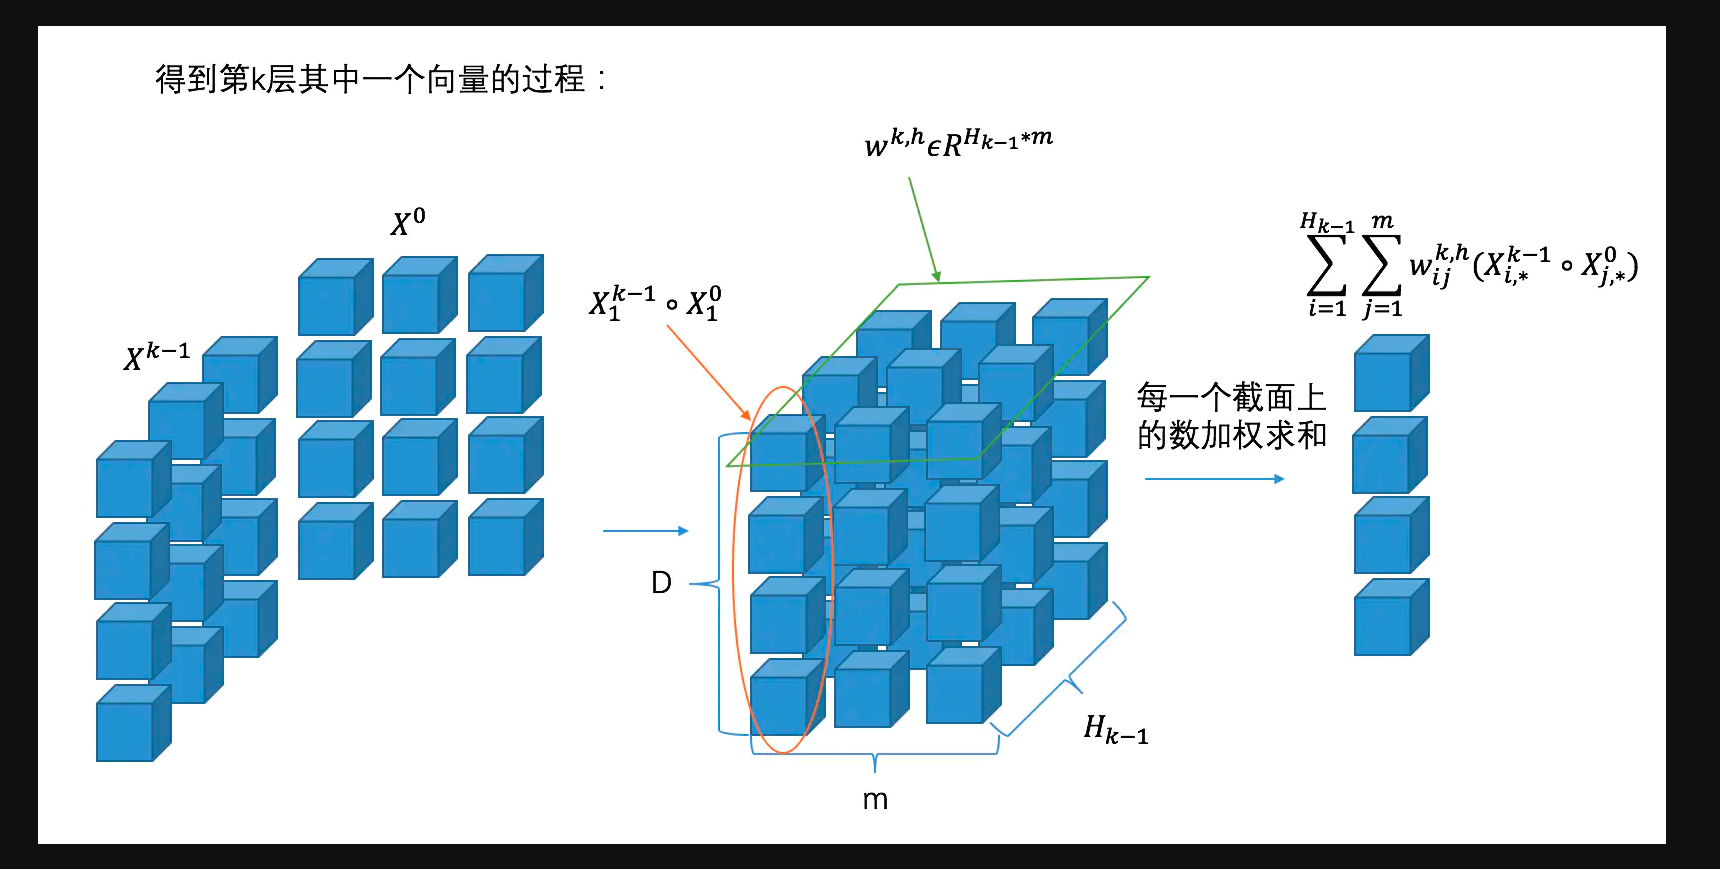 得到第k层其中一个向量的过程：
$w^{k,h} \epsilon R^{H_{k-1}*m}$
$X^0$
$\sum_{i=1}^{H_{k-1}} \sum_{j=1}^{m} w_{ij}^{k,h} (X_{i,*}^{k-1} \circ X_{j,*}^{0})$
$X_1^{k-1} \circ X_1^0$
$X^{k-1}$
每一个截面上
的数加权求和
D
$H_{k-1}$
m